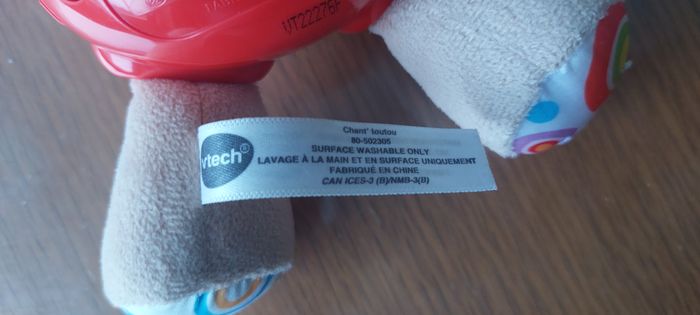 VT22276F
vtech®
Chant' toutou
80-502305
SURFACE WASHABLE ONLY
LAVAGE À LA MAIN ET EN SURFACE UNIQUEMENT
FABRIQUÉ EN CHINE
CAN ICES-3 (B)/NMB-3(B)